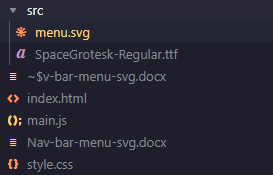 src
menu.svg
SpaceGrotesk-Regular.ttf
~$v-bar-menu-svg.docx
index.html
main.js
Nav-bar-menu-svg.docx
style.css